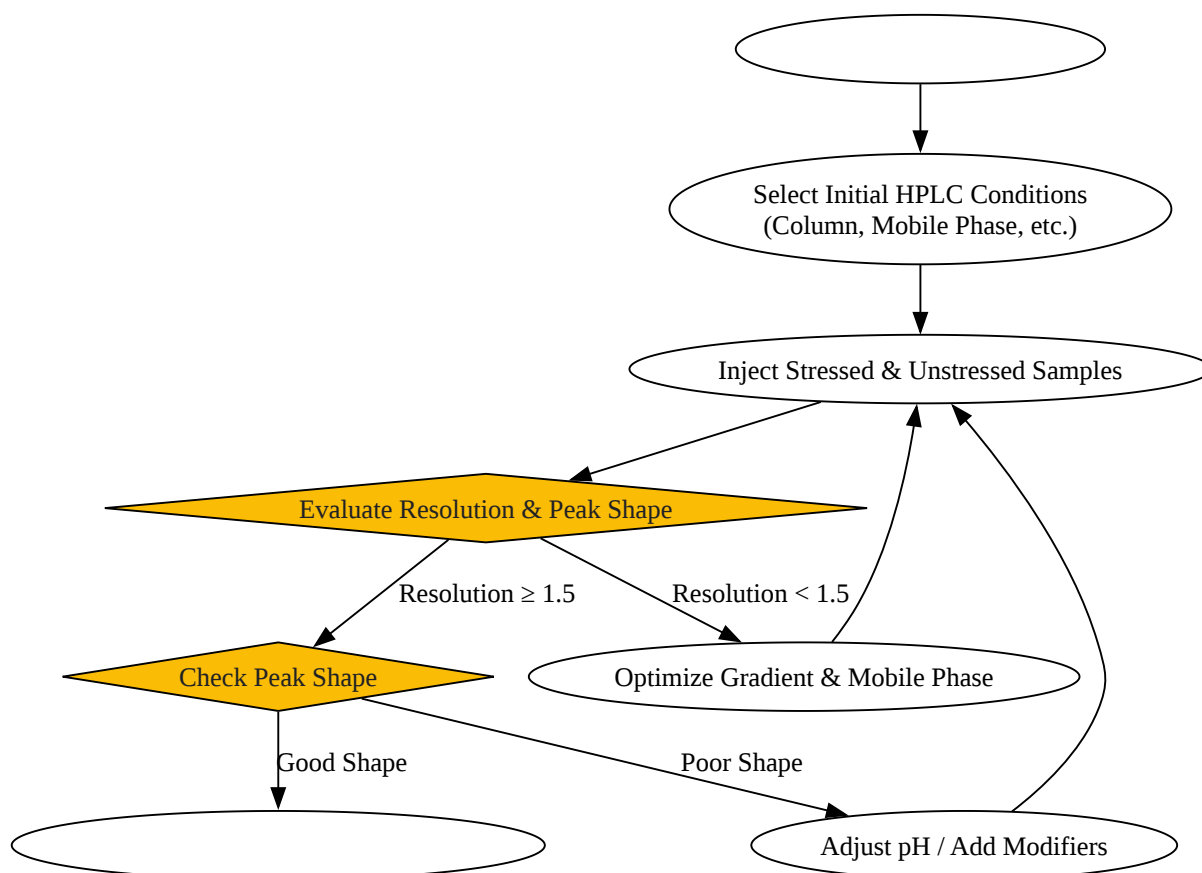 Select Initial HPLC Conditions
(Column, Mobile Phase, etc.)
Inject Stressed & Unstressed Samples
Evaluate Resolution & Peak Shape
Resolution ≥ 1.5
Resolution < 1.5
Check Peak Shape
Optimize Gradient & Mobile Phase
Good Shape
Poor Shape
Adjust pH / Add Modifiers